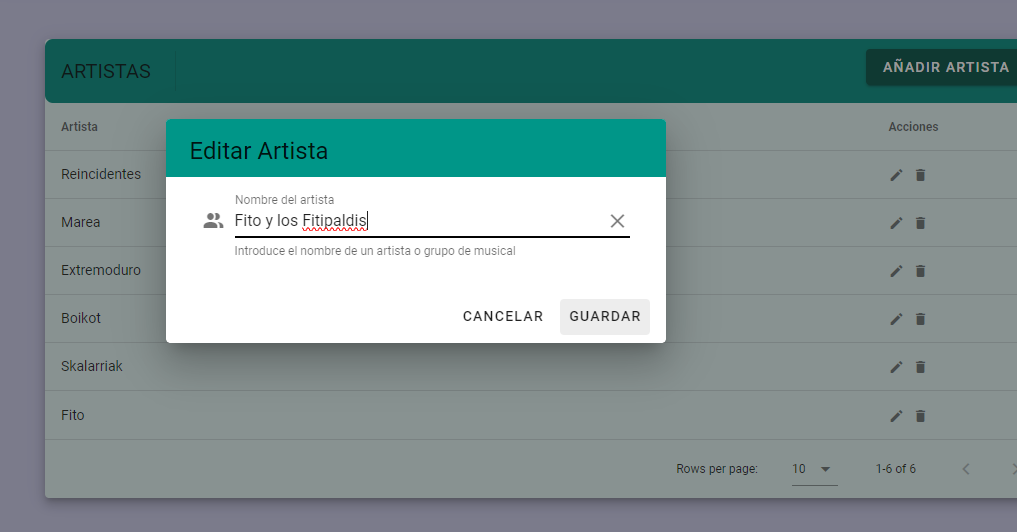 ARTISTAS
AÑADIR ARTISTA
Artista
Acciones
Editar Artista
Reincidentes
Nombre del artista
Fito y los Fitipaldis
Marea
Introduce el nombre de un artista o grupo de musical
Extremoduro
Boikot
CANCELAR
GUARDAR
Skalarriak
Fito
Rows per page:
10
1-6 of 6